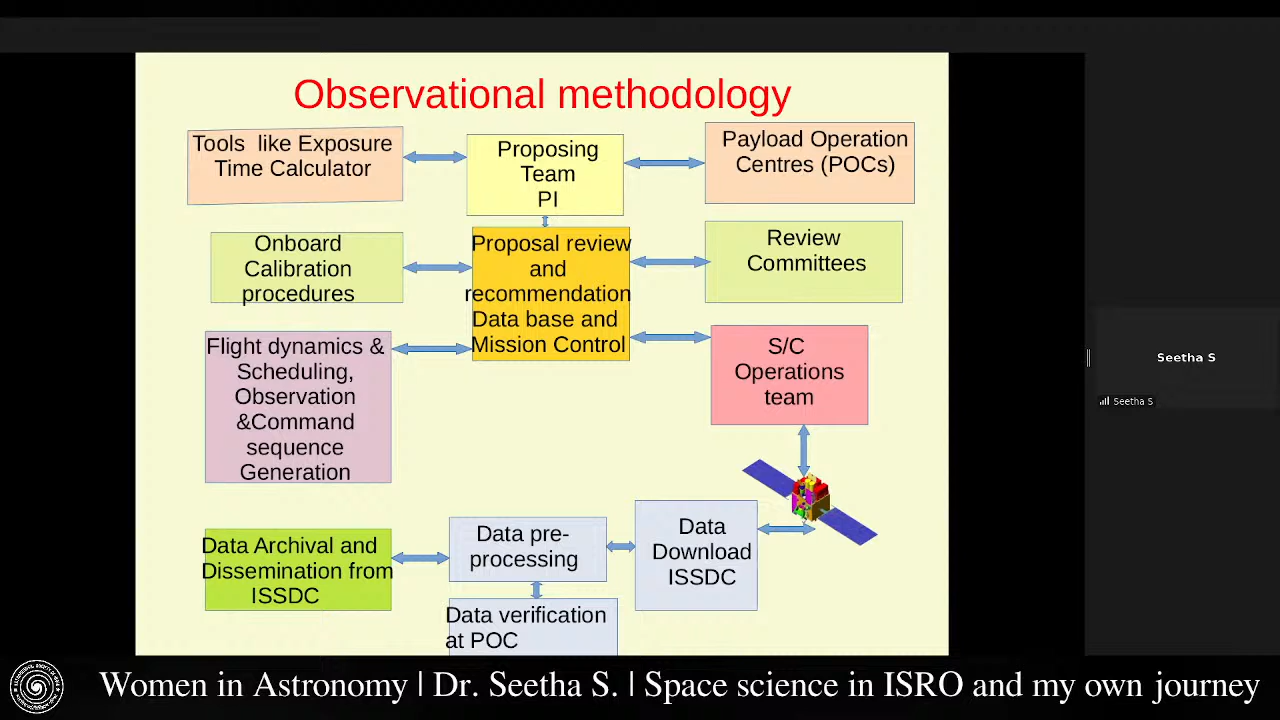 Observational methodology
Tools like Exposure
Time Calculator
Proposing
Team
PI
Payload Operation
Centres (POCs)
Onboard
Calibration
procedures
Proposal review
and
recommendation
Data base and
Mission Control
Review
Committees
Flight dynamics &
Scheduling,
Observation
&Command
sequence
Generation
S/C
Operations
team
Data Archival and
Dissemination from
ISSDC
Data pre-
processing
Data
Download
ISSDC
Data verification
at POC
Seetha S
Seetha S
Women in Astronomy | Dr. Seetha S. | Space science in ISRO and my own journey